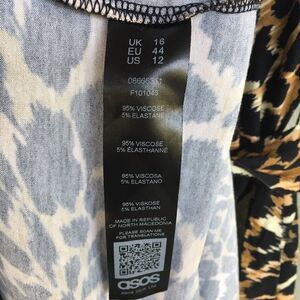 UK 16
EU 44
US 12
F101043
95% VISCOSE
5% ELASTANE
95% VISCOSE
5% ÉLASTHANNE
95% VISCOSA
5% ELASTANO
95% VISKOSE
5% ELASTHAN
MADE IN REPUBLIC
OF NORTH MACEDONIA
PLEASE SCAN ME
FOR TRANSLATIONS
asos